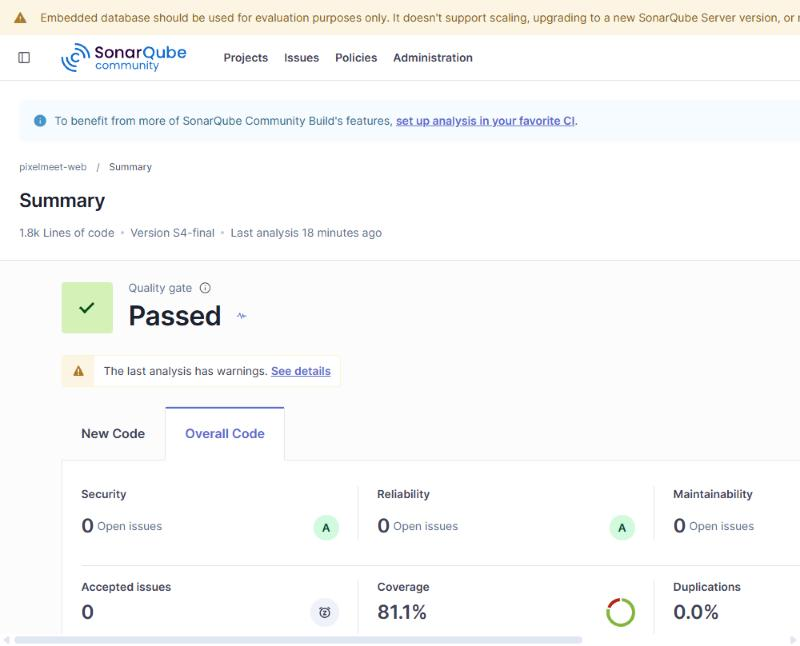 Embedded database should be used for evaluation purposes only. It doesn't support scaling, upgrading to a new SonarQube Server version, or
SonarQube
community
Projects Issues Policies Administration
To benefit from more of SonarQube Community Build's features, set up analysis in your favorite CI.
pixelmeet-web / Summary
Summary
1.8k Lines of code • Version S4-final • Last analysis 18 minutes ago
Quality gate
Passed
The last analysis has warnings. See details
New Code Overall Code
Security Reliability Maintainability
0 Open issues A 0 Open issues A 0 Open issues
Accepted issues Coverage Duplications
0 81.1% 0.0%